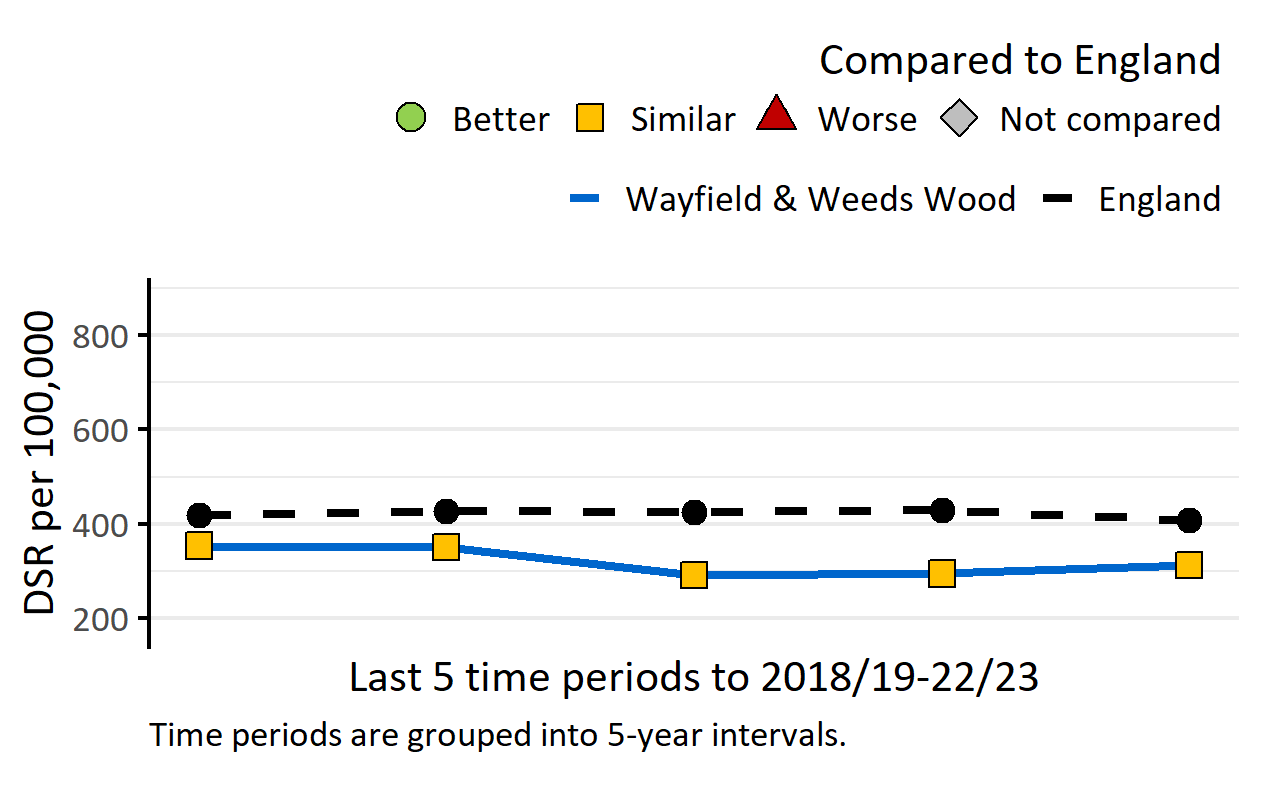 Compared to England
Better Similar Worse Not compared
Wayfield & Weeds Wood England
DSR per 100,000
800
600
400
200
Last 5 time periods to 2018/19-22/23
Time periods are grouped into 5-year intervals.